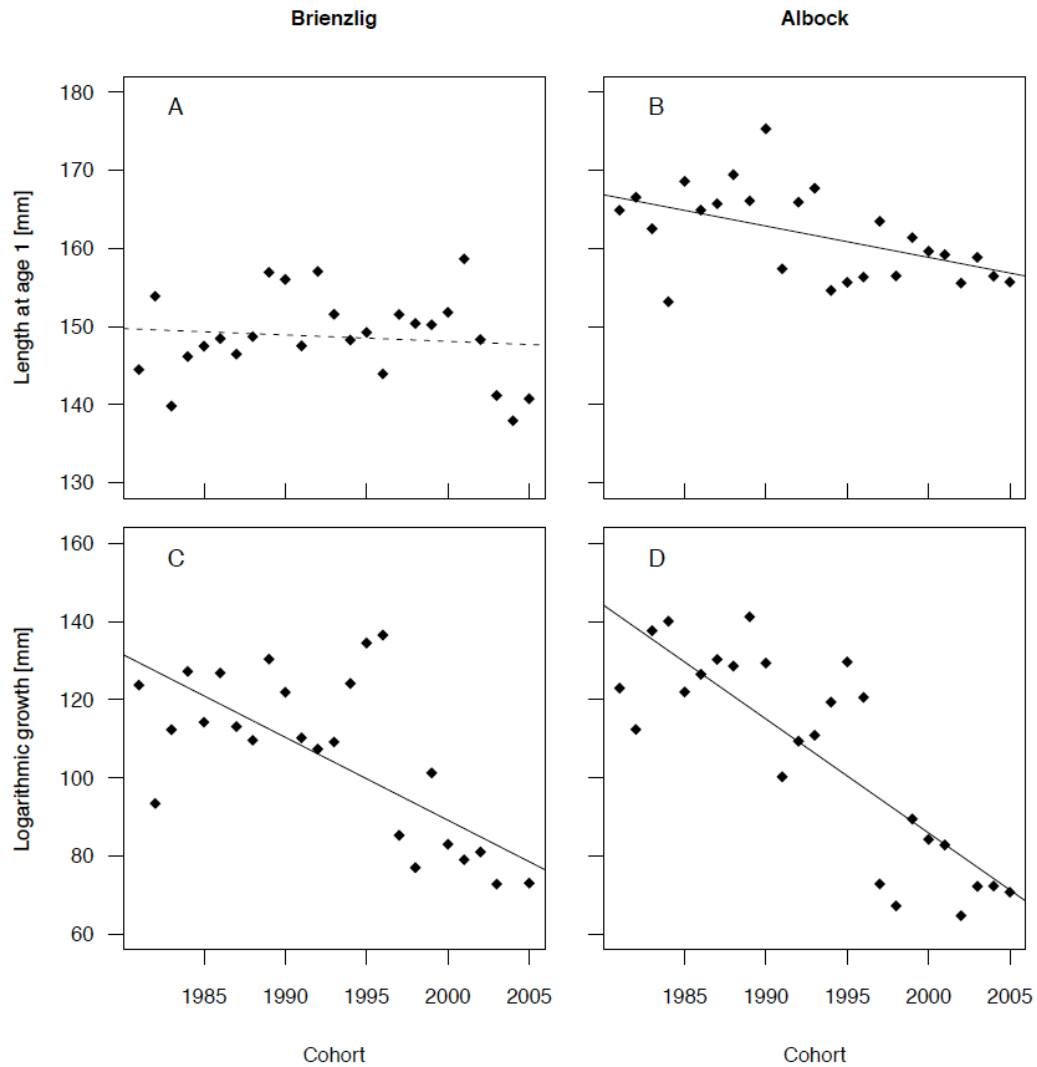 Brienzlig Albock
A B
180
170
160
150
140
130
Length at age 1 [mm]
C D
160
140
120
100
80
60
Logarithmic growth [mm]
1985 1990 1995 2000 2005 1985 1990 1995 2000 2005
Cohort Cohort